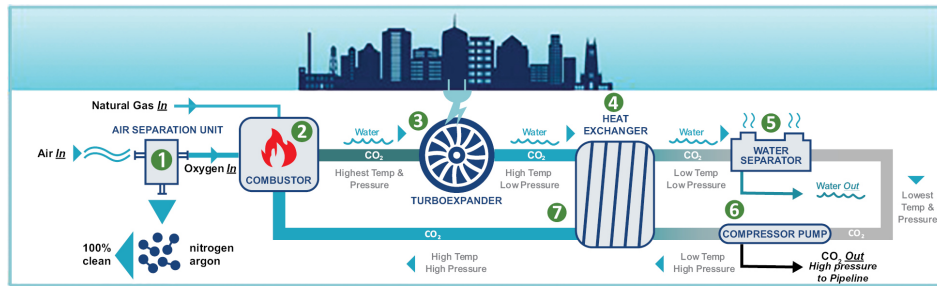 Natural Gas In
AIR SEPARATION UNIT
Air In
1
Oxygen In
2
COMBUSTOR
100%
clean
nitrogen
argon
Water
CO2
Highest Temp &
Pressure
3
TURBOEXPANDER
Water
CO2
High Temp
Low Pressure
4
HEAT
EXCHANGER
Water
CO2
Low Temp
Low Pressure
5
WATER
SEPARATOR
Water Out
Lowest
Temp &
Pressure
6
COMPRESSOR PUMP
CO2
CO2 Out
High pressure
to Pipeline
Low Temp
High Pressure
7
CO2
High Temp
High Pressure